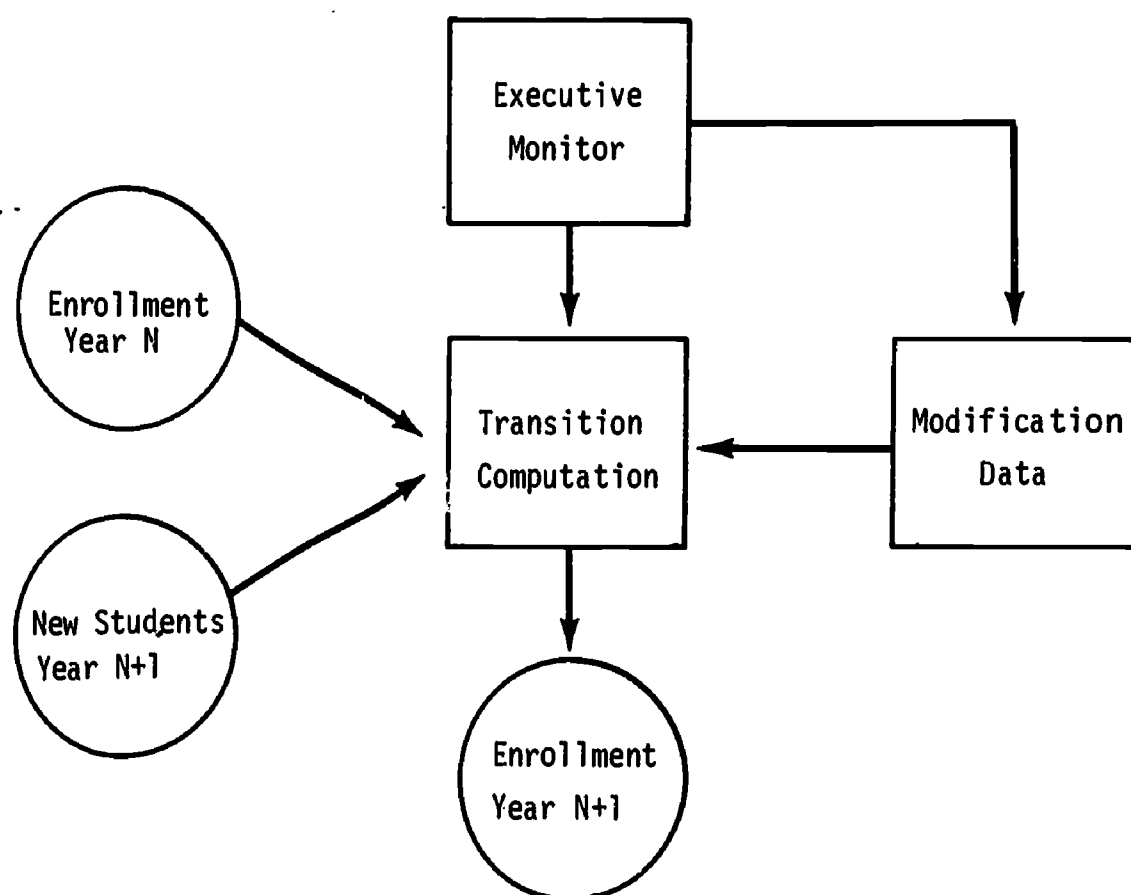 Executive
Monitor
Enrollment
Year N
Transition
Computation
Modification
Data
New Students
Year N+1
Enrollment
Year N+1